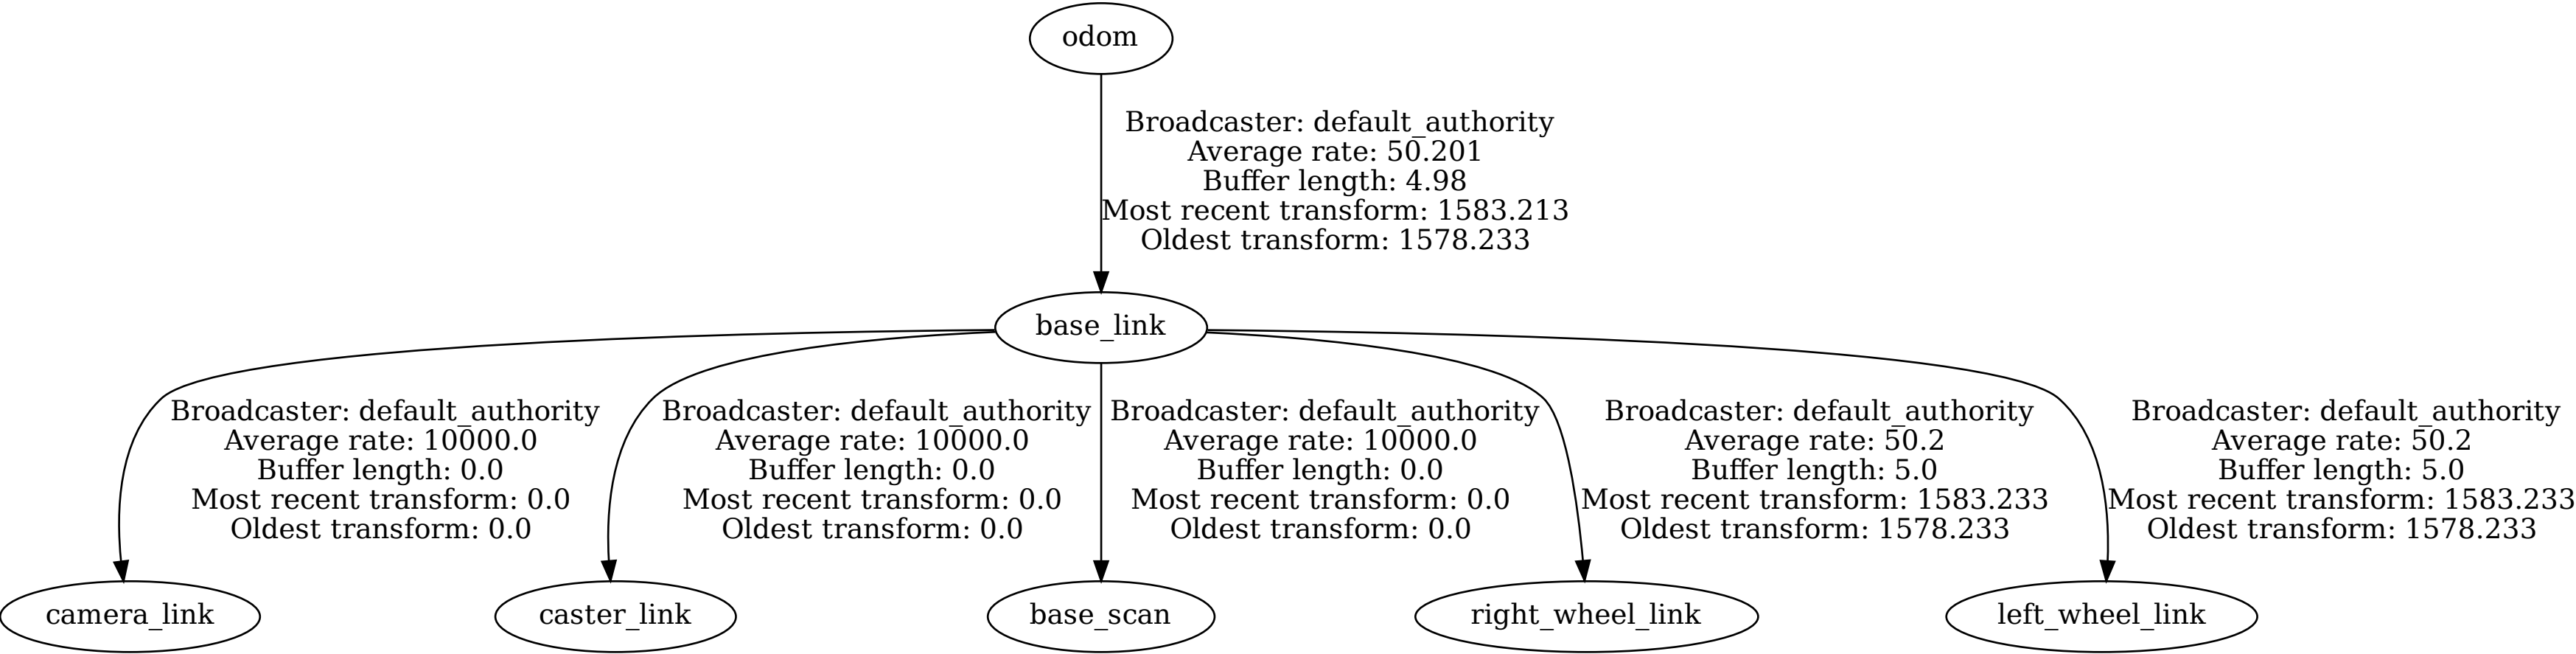 odom
Broadcaster: default_authority
Average rate: 50.201
Buffer length: 4.98
Most recent transform: 1583.213
Oldest transform: 1578.233
base_link
Broadcaster: default_authority
Average rate: 10000.0
Buffer length: 0.0
Most recent transform: 0.0
Oldest transform: 0.0
Broadcaster: default_authority
Average rate: 10000.0
Buffer length: 0.0
Most recent transform: 0.0
Oldest transform: 0.0
Broadcaster: default_authority
Average rate: 10000.0
Buffer length: 0.0
Most recent transform: 0.0
Oldest transform: 0.0
Broadcaster: default_authority
Average rate: 50.2
Buffer length: 5.0
Most recent transform: 1583.233
Oldest transform: 1578.233
Broadcaster: default_authority
Average rate: 50.2
Buffer length: 5.0
Most recent transform: 1583.233
Oldest transform: 1578.233
camera_link
caster_link
base_scan
right_wheel_link
left_wheel_link